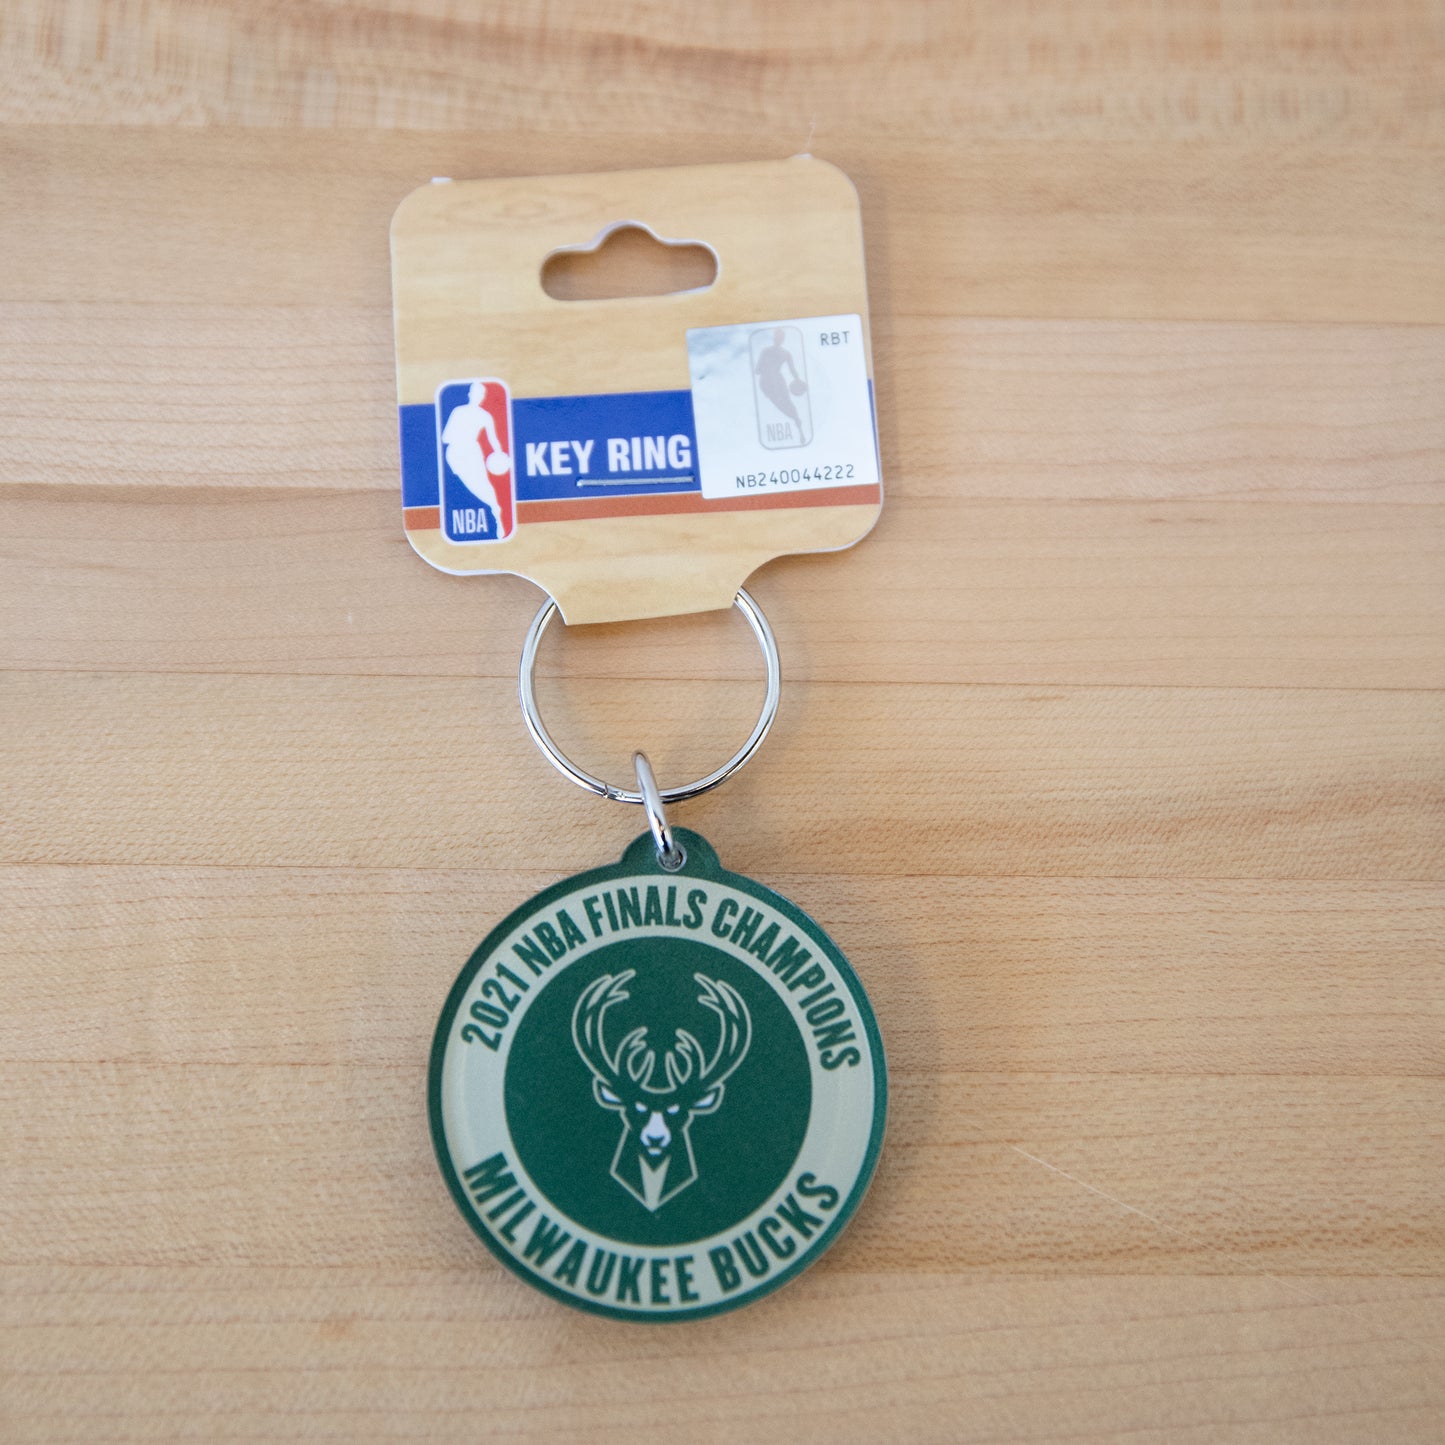 RBT
NBA
KEY RING
NBA
NB240044222
2021 NBA FINALS CHAMPIONS
MILWAUKEE BUCKS